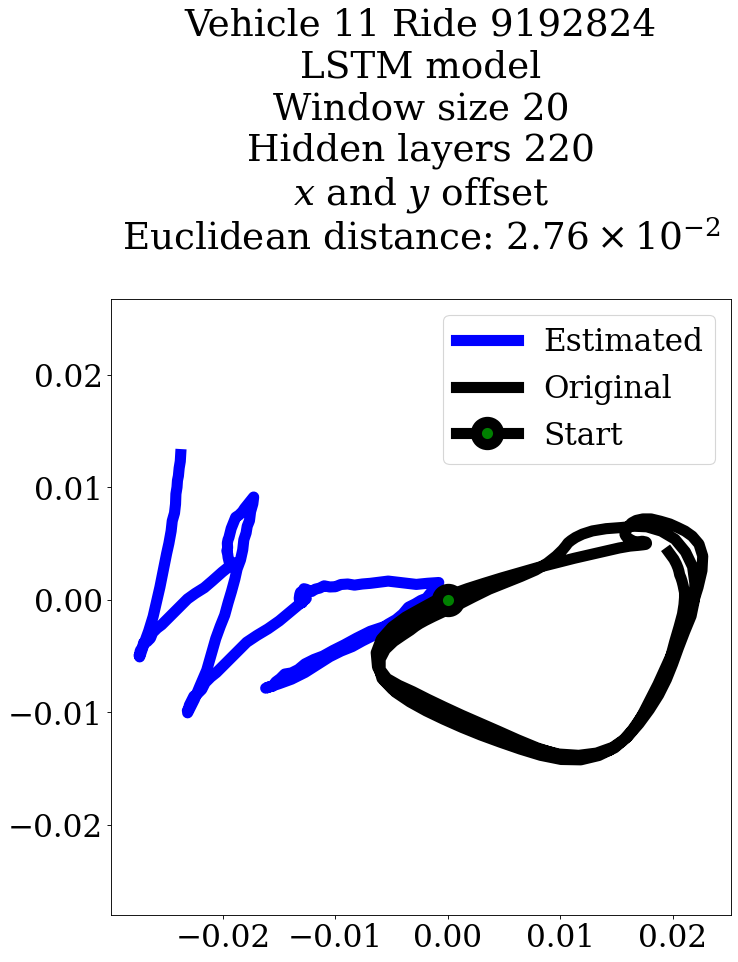 Vehicle 11 Ride 9192824
LSTM model
Window size 20
Hidden layers 220
x and y offset
Euclidean distance: 2.76 × 10⁻²
Estimated
Original
Start
0.02
0.01
0.00
−0.01
−0.02
−0.02 −0.01 0.00 0.01 0.02